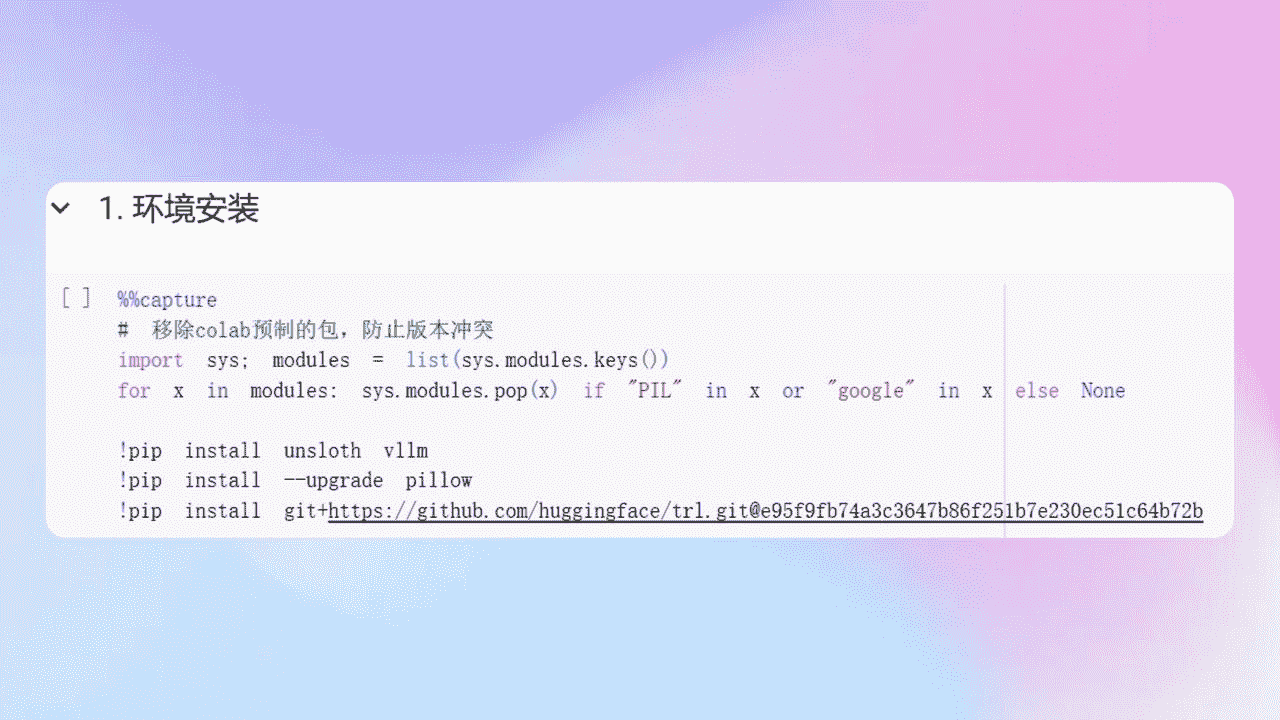 1. 环境安装
[ ] %%capture
# 移除colab预制的包，防止版本冲突
import sys; modules = list(sys.modules.keys())
for x in modules: sys.modules.pop(x) if "PIL" in x or "google" in x else None
!pip install unsloth vllm
!pip install --upgrade pillow
!pip install git+https://github.com/huggingface/trl.git@e95f9fb74a3c3647b86f251b7e230ec51c64b72b